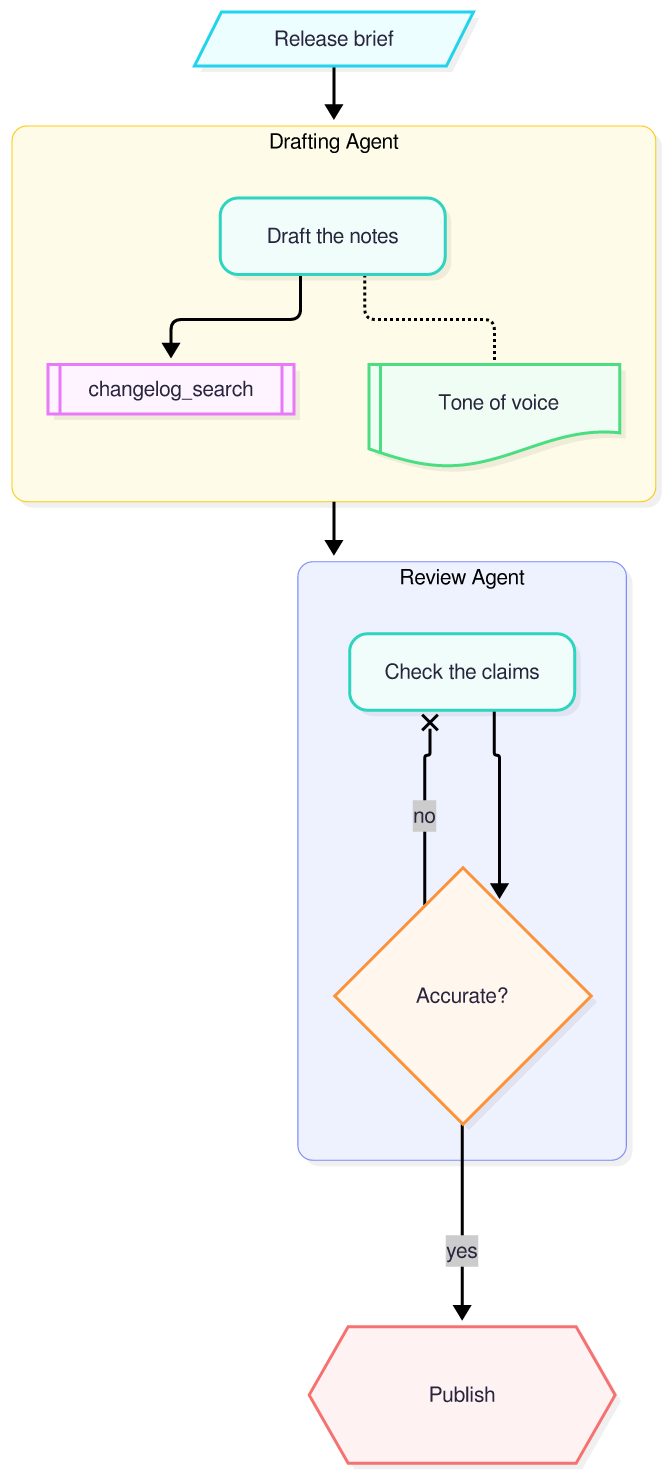 Release brief
Drafting Agent
Draft the notes
changelog_search
Tone of voice
Review Agent
Check the claims
no
Accurate?
yes
Publish